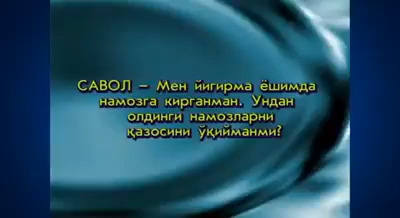 САВОЛ – Мен йигирма ёшимда
намозга кирганман. Ундан
олдинги намозларни
қазосини ўқийманми?